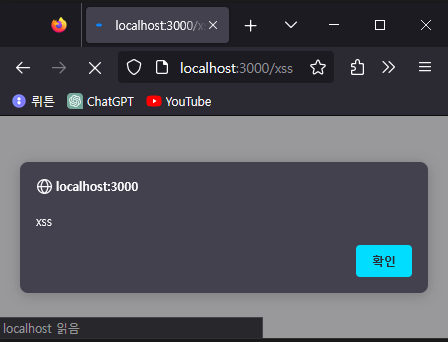 localhost:3000/x
localhost:3000/xss
뤼튼 ChatGPT YouTube
localhost:3000
xss
확인
localhost 읽음